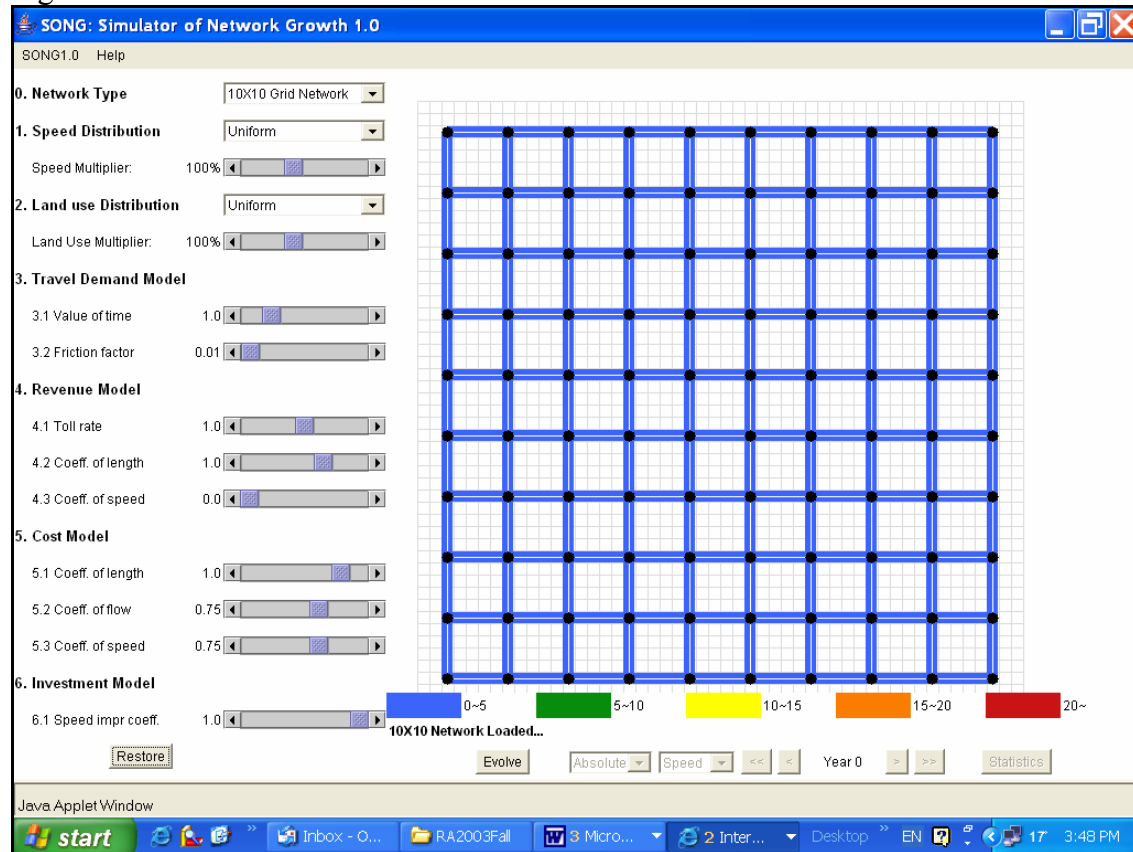 SONG: Simulator of Network Growth 1.0
SONG1.0 Help
0. Network Type 10X10 Grid Network
1. Speed Distribution Uniform
Speed Multiplier: 100%
2. Land use Distribution Uniform
Land Use Multiplier: 100%
3. Travel Demand Model
3.1 Value of time 1.0
3.2 Friction factor 0.01
4. Revenue Model
4.1 Toll rate 1.0
4.2 Coeff. of length 1.0
4.3 Coeff. of speed 0.0
5. Cost Model
5.1 Coeff. of length 1.0
5.2 Coeff. of flow 0.75
5.3 Coeff. of speed 0.75
6. Investment Model
6.1 Speed impr coeff. 1.0
Restore
0~5 5~10 10~15 15~20 20~
10X10 Network Loaded...
Evolve Absolute Speed << < Year 0 > >> Statistics
Java Applet Window
start » Inbox - O... RA2003Fall 3 Micro... 2 Inter... Desktop » EN 17° 3:48 PM